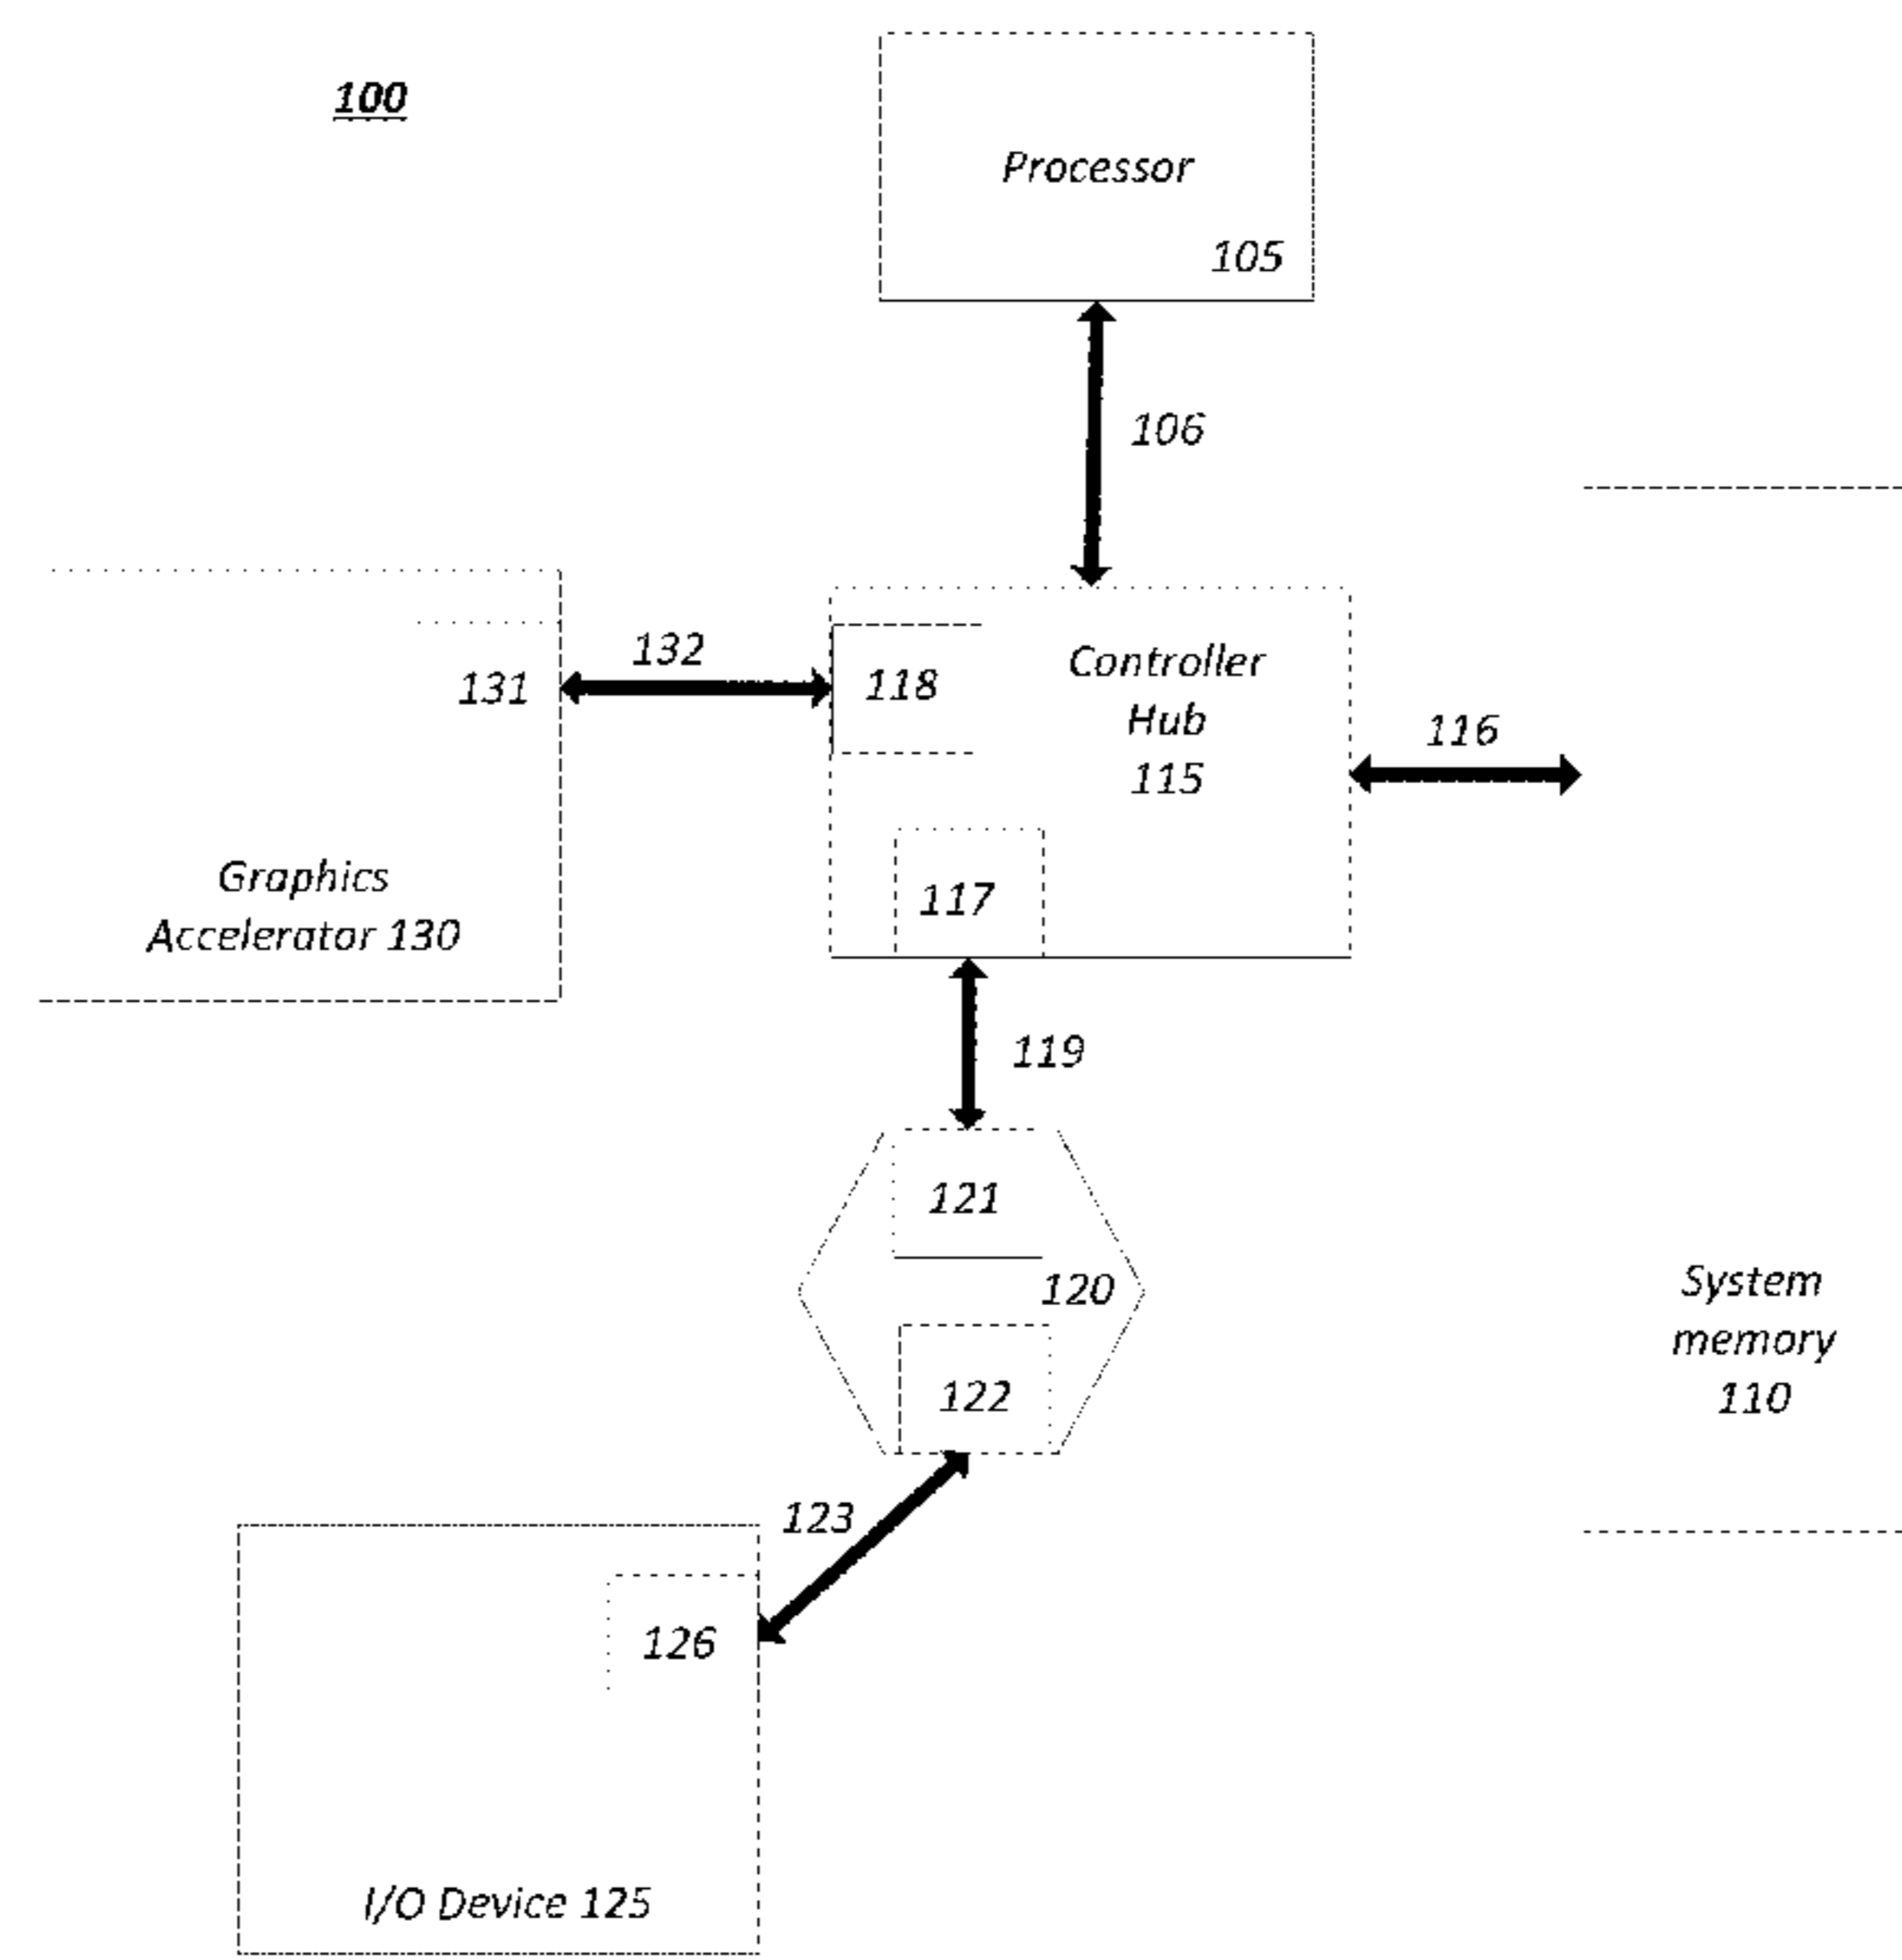 100
Processor
105
106
132
131
118
Controller
Hub
115
116
117
Graphics
Accelerator 130
119
121
120
122
System
memory
110
123
126
I/O Device 125